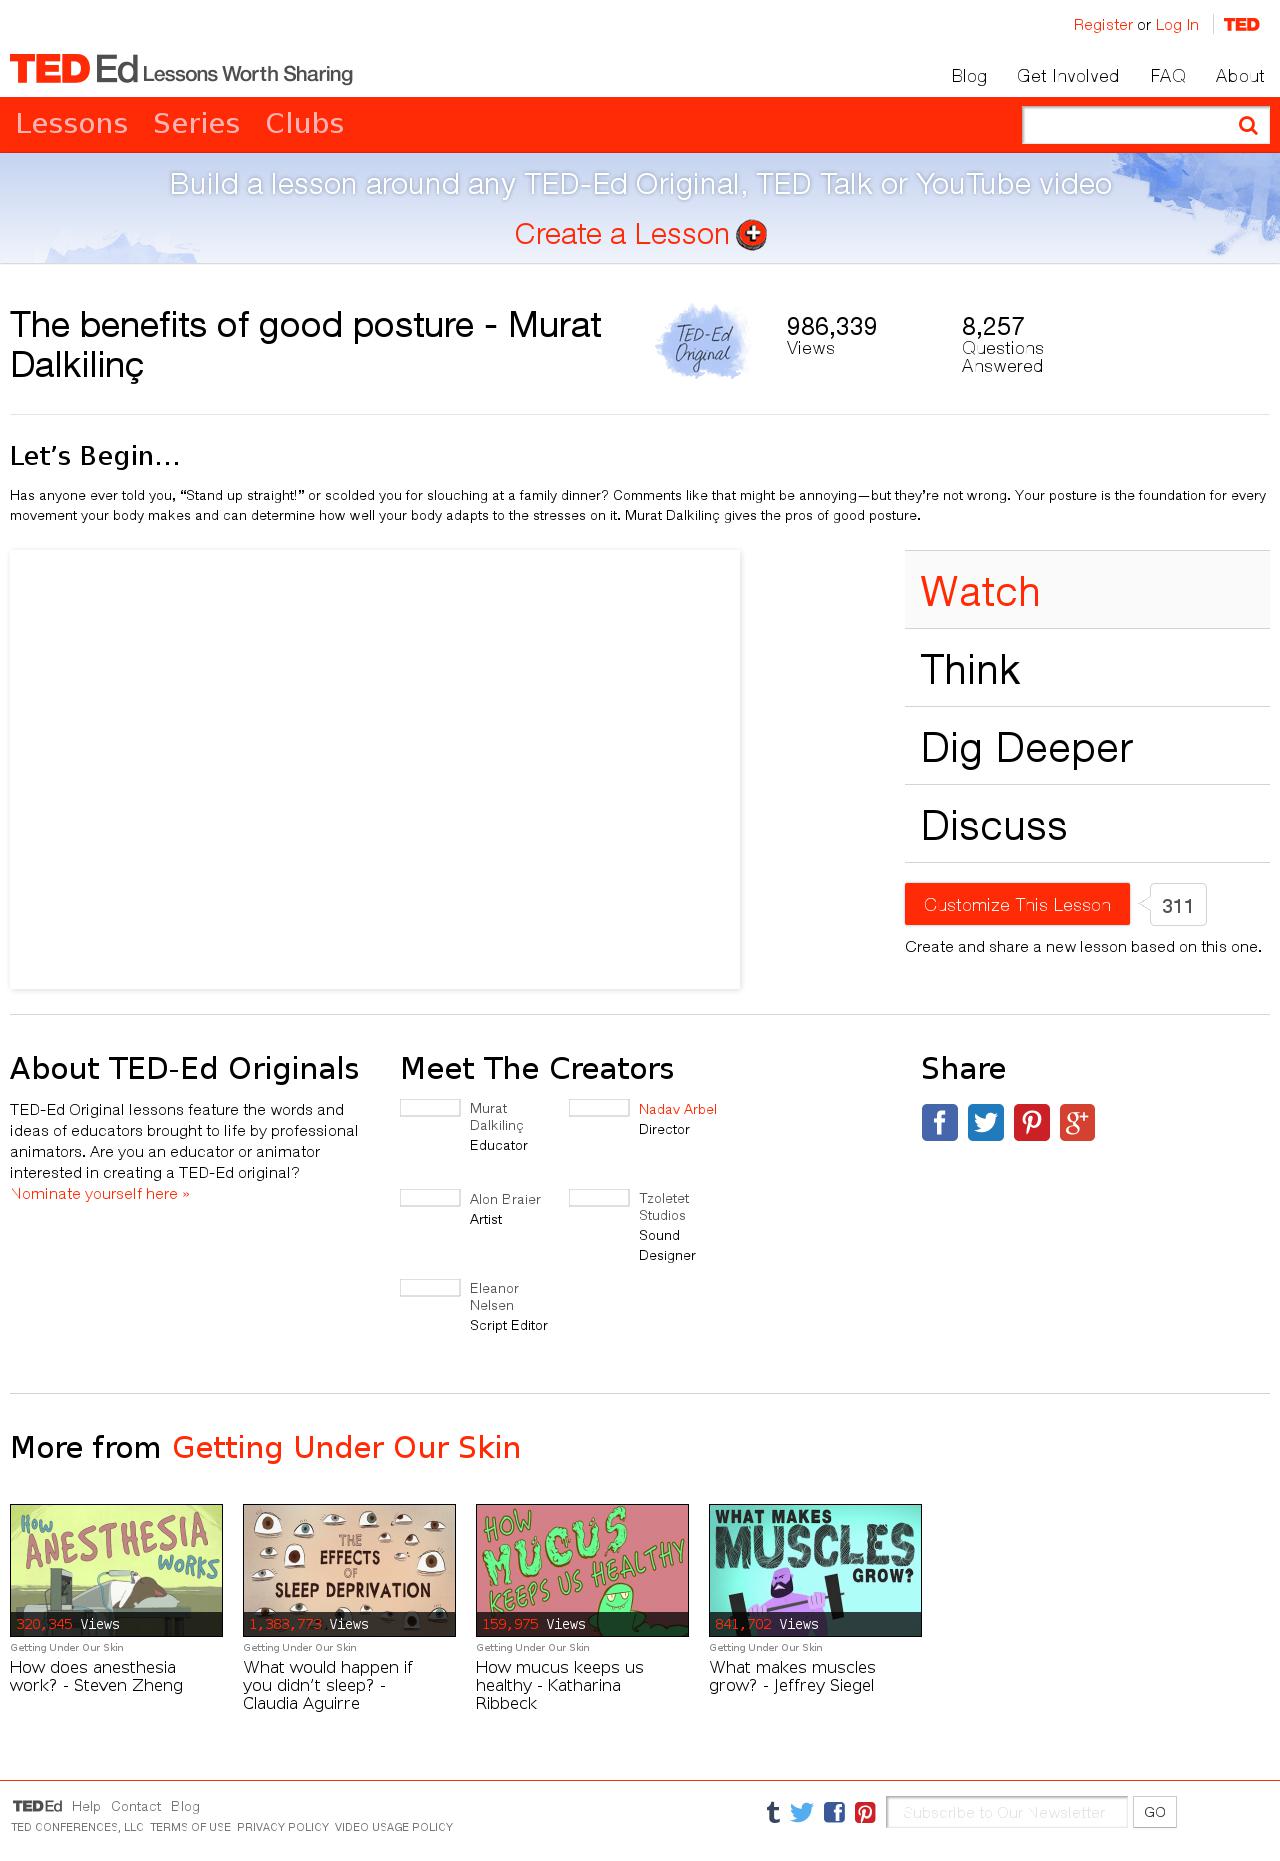 Register or Log In TED
TED Ed Lessons Worth Sharing
Blog Get Involved FAQ About
Lessons Series Clubs
Build a lesson around any TED-Ed Original, TED Talk or YouTube video
Create a Lesson
The benefits of good posture - Murat
Dalkilinç
TED-Ed
Original
986,339
Views
8,257
Questions
Answered
Let's Begin…
Has anyone ever told you, “Stand up straight!” or scolded you for slouching at a family dinner? Comments like that might be annoying—but they're not wrong. Your posture is the foundation for every
movement your body makes and can determine how well your body adapts to the stresses on it. Murat Dalkilinç gives the pros of good posture.
Watch
Think
Dig Deeper
Discuss
Customize This Lesson
311
Create and share a new lesson based on this one.
About TED-Ed Originals
TED-Ed Original lessons feature the words and
ideas of educators brought to life by professional
animators. Are you an educator or animator
interested in creating a TED-Ed original?
Nominate yourself here »
Meet The Creators
Murat
Dalkilinç
Educator
Nadav Arbel
Director
Alon Braier
Artist
Tzoletet
Studios
Sound
Designer
Eleanor
Nelsen
Script Editor
Share
More from Getting Under Our Skin
HOW
ANESTHESIA
WORKS
320,345 Views
Getting Under Our Skin
How does anesthesia
work? - Steven Zheng
THE
EFFECTS
OF
SLEEP DEPRIVATION
1,383,773 Views
Getting Under Our Skin
What would happen if
you didn't sleep? -
Claudia Aguirre
HOW
MUCUS
KEEPS US HEALTHY
159,975 Views
Getting Under Our Skin
How mucus keeps us
healthy - Katharina
Ribbeck
WHAT MAKES
MUSCLES
GROW?
841,702 Views
Getting Under Our Skin
What makes muscles
grow? - Jeffrey Siegel
TEDEd Help Contact Blog
TED CONFERENCES, LLC TERMS OF USE PRIVACY POLICY VIDEO USAGE POLICY
Subscribe to Our Newsletter
GO